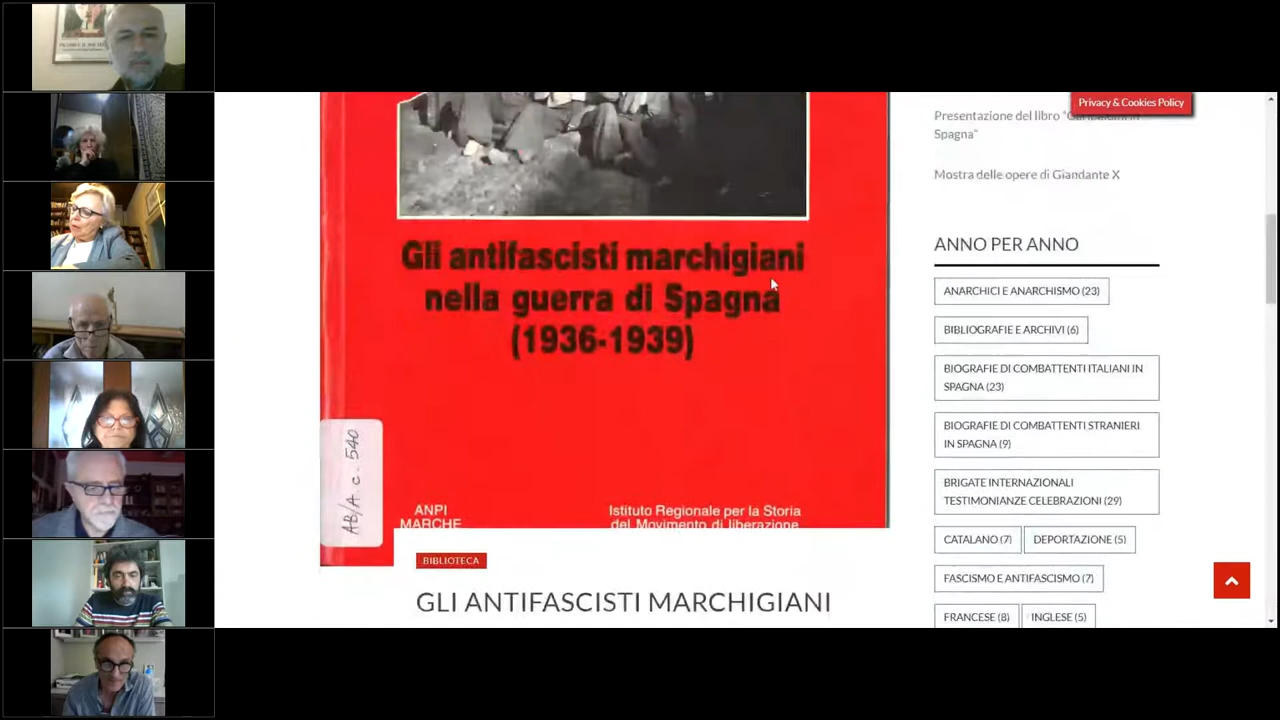 Gli antifascisti marchigiani
nella guerra di Spagna
(1936-1939)
AB/A c. 540
ANPI
MARCHE
Istituto Regionale per la Storia
del Movimento di liberazione
BIBLIOTECA
GLI ANTIFASCISTI MARCHIGIANI
Privacy & Cookies Policy
Presentazione del libro "Garibaldini in
Spagna"
Mostra delle opere di Giandante X
ANNO PER ANNO
ANARCHICI E ANARCHISMO (23)
BIBLIOGRAFIE E ARCHIVI (6)
BIOGRAFIE DI COMBATTENTI ITALIANI IN
SPAGNA (23)
BIOGRAFIE DI COMBATTENTI STRANIERI
IN SPAGNA (9)
BRIGATE INTERNAZIONALI
TESTIMONIANZE CELEBRAZIONI (29)
CATALANO (7) DEPORTAZIONE (5)
FASCISMO E ANTIFASCISMO (7)
FRANCESE (8) INGLESE (5)